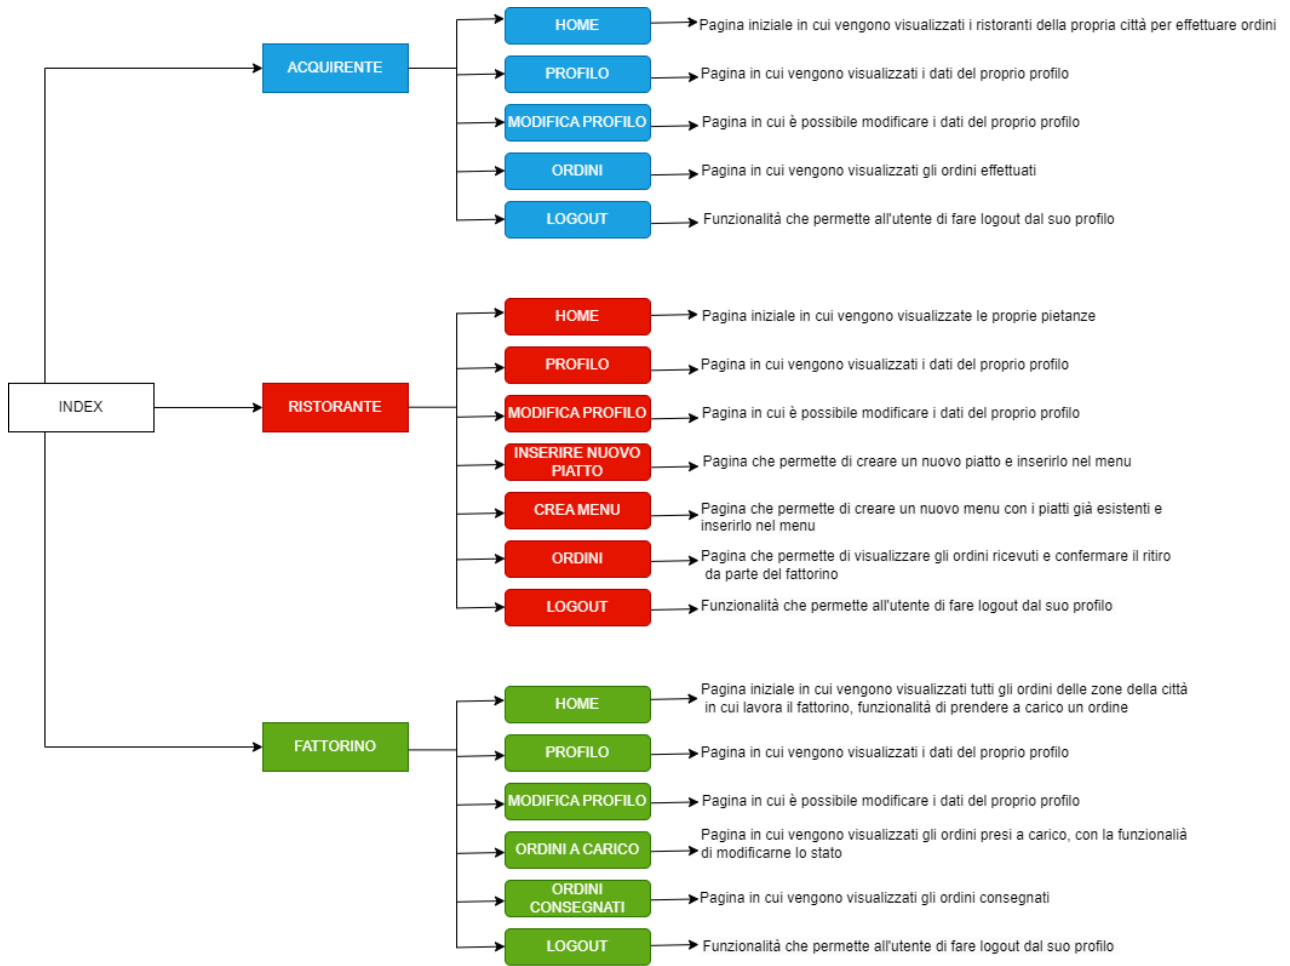 HOME
Pagina iniziale in cui vengono visualizzati i ristoranti della propria città per effettuare ordini
ACQUIRENTE
PROFILO
Pagina in cui vengono visualizzati i dati del proprio profilo
MODIFICA PROFILO
Pagina in cui è possibile modificare i dati del proprio profilo
ORDINI
Pagina in cui vengono visualizzati gli ordini effettuati
LOGOUT
Funzionalità che permette all'utente di fare logout dal suo profilo
HOME
Pagina iniziale in cui vengono visualizzate le proprie pietanze
PROFILO
Pagina in cui vengono visualizzati i dati del proprio profilo
INDEX
RISTORANTE
MODIFICA PROFILO
Pagina in cui è possibile modificare i dati del proprio profilo
INSERIRE NUOVO
PIATTO
Pagina che permette di creare un nuovo piatto e inserirlo nel menu
CREA MENU
Pagina che permette di creare un nuovo menu con i piatti già esistenti e
inserirlo nel menu
ORDINI
Pagina che permette di visualizzare gli ordini ricevuti e confermare il ritiro
da parte del fattorino
LOGOUT
Funzionalità che permette all'utente di fare logout dal suo profilo
HOME
Pagina iniziale in cui vengono visualizzati tutti gli ordini delle zone della città
in cui lavora il fattorino, funzionalità di prendere a carico un ordine
FATTORINO
PROFILO
Pagina in cui vengono visualizzati i dati del proprio profilo
MODIFICA PROFILO
Pagina in cui è possibile modificare i dati del proprio profilo
ORDINI A CARICO
Pagina in cui vengono visualizzati gli ordini presi a carico, con la funzionalià
di modificarne lo stato
ORDINI
CONSEGNATI
Pagina in cui vengono visualizzati gli ordini consegnati
LOGOUT
Funzionalità che permette all'utente di fare logout dal suo profilo